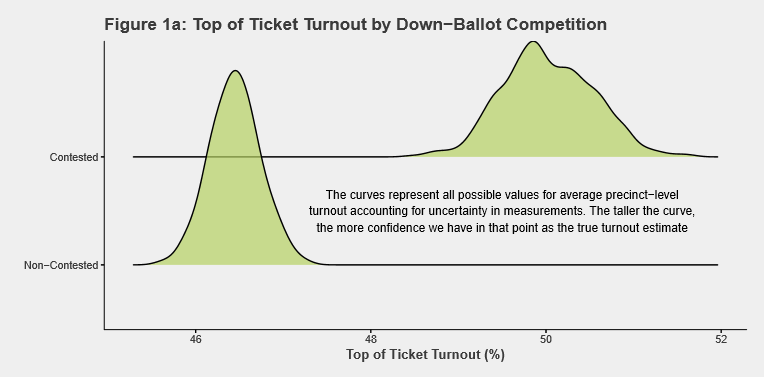 Figure 1a: Top of Ticket Turnout by Down−Ballot Competition
Contested
The curves represent all possible values for average precinct−level
turnout accounting for uncertainty in measurements. The taller the curve,
the more confidence we have in that point as the true turnout estimate
Non−Contested
46 48 50 52
Top of Ticket Turnout (%)